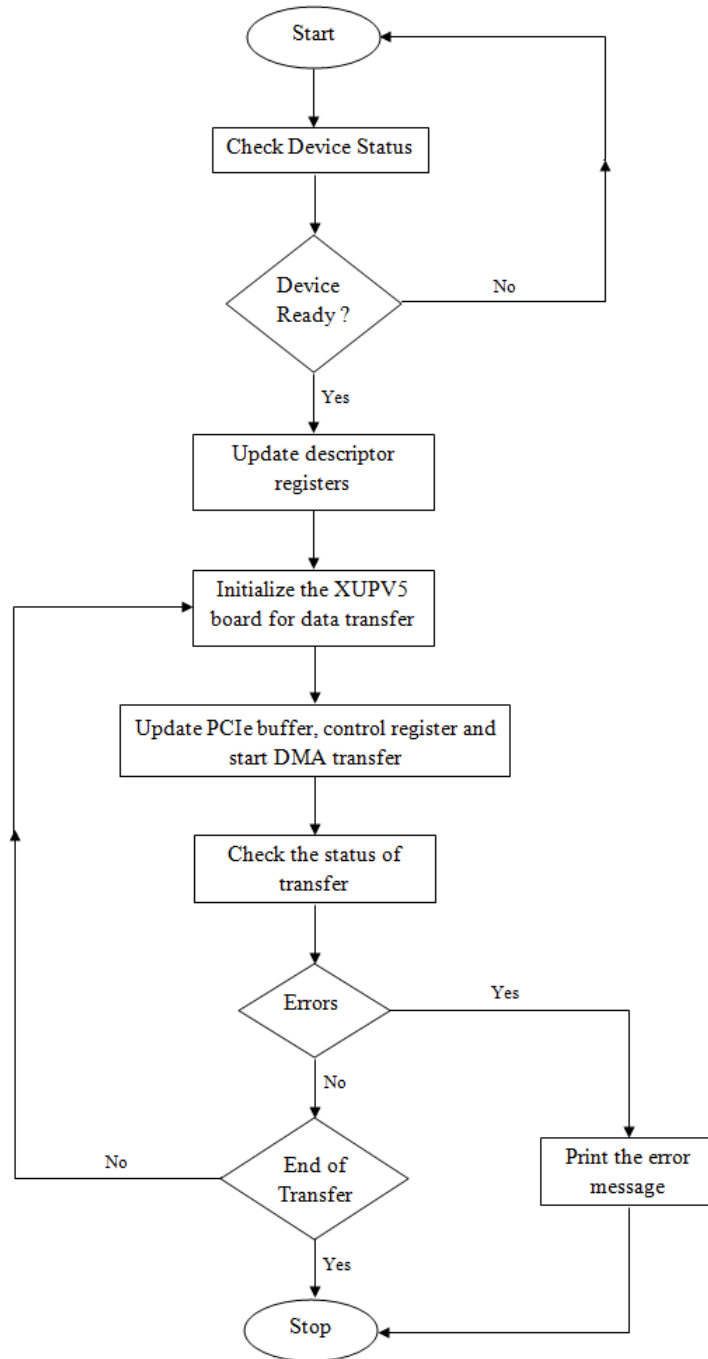 Start
Check Device Status
Device
Ready ?
No
Yes
Update descriptor
registers
Initialize the XUPV5
board for data transfer
Update PCIe buffer, control register and
start DMA transfer
Check the status of
transfer
Errors
Yes
No
End of
Transfer
No
Print the error
message
Yes
Stop